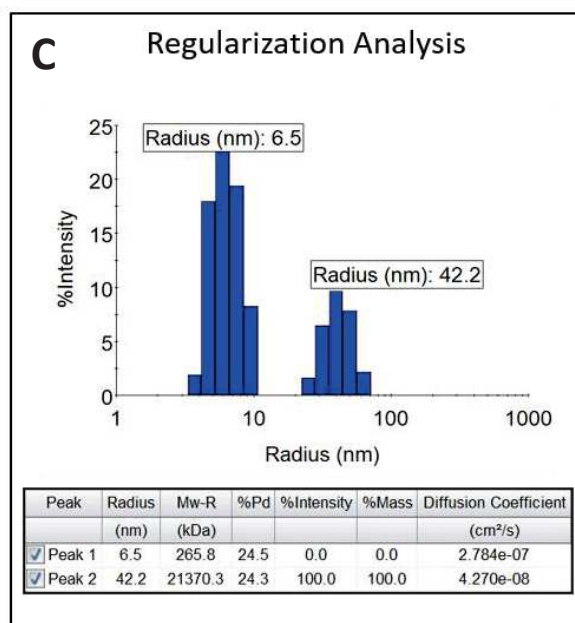 C Regularization Analysis
Radius (nm): 6.5
Radius (nm): 42.2
%Intensity
25
20
15
10
5
0
1 10 100 1000
Radius (nm)
Peak Radius Mw-R %Pd %Intensity %Mass Diffusion Coefficient
(nm) (kDa) (cm²/s)
Peak 1 6.5 265.8 24.5 0.0 0.0 2.784e-07
Peak 2 42.2 21370.3 24.3 100.0 100.0 4.270e-08